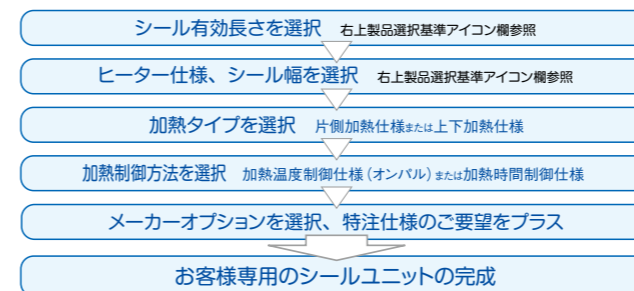 シール有効長さを選択 右上製品選択基準アイコン欄参照
ヒーター仕様、シール幅を選択 右上製品選択基準アイコン欄参照
加熱タイプを選択 片側加熱仕様または上下加熱仕様
加熱制御方法を選択 加熱温度制御仕様(オンパル)または加熱時間制御仕様
メーカーオプションを選択、特注仕様のご要望をプラス
お客様専用のシールユニットの完成